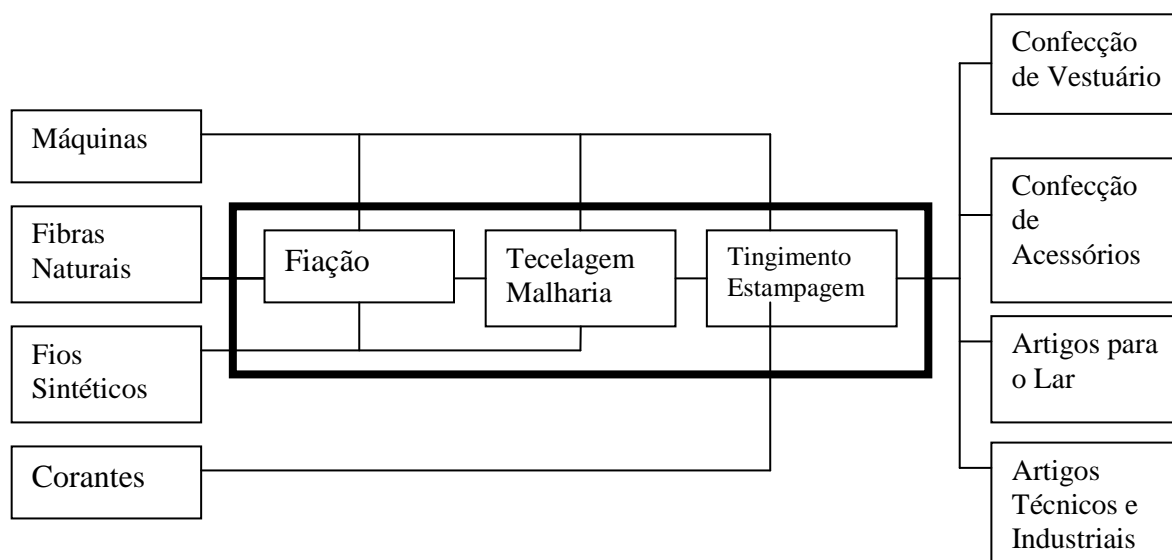 Máquinas
Fibras
Naturais
Fios
Sintéticos
Corantes
Fiação
Tecelagem
Malharia
Tingimento
Estampagem
Confecção
de Vestuário
Confecção
de
Acessórios
Artigos para
o Lar
Artigos
Técnicos e
Industriais